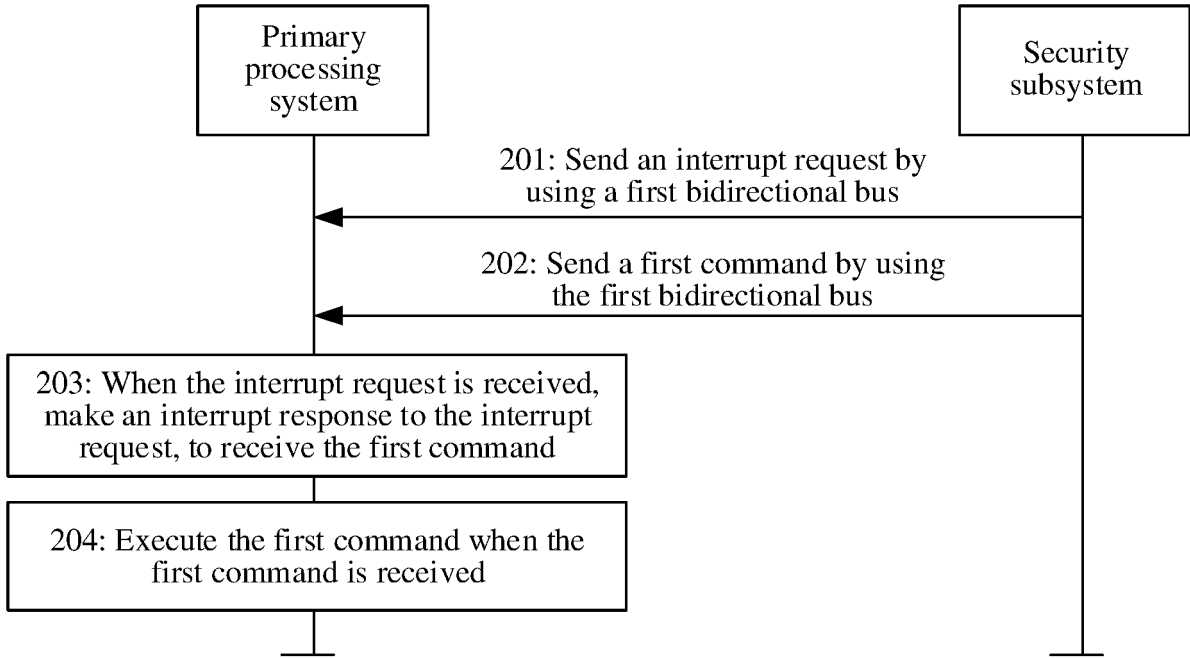 Primary
processing
system
Security
subsystem
201: Send an interrupt request by
using a first bidirectional bus
202: Send a first command by using
the first bidirectional bus
203: When the interrupt request is received,
make an interrupt response to the interrupt
request, to receive the first command
204: Execute the first command when the
first command is received